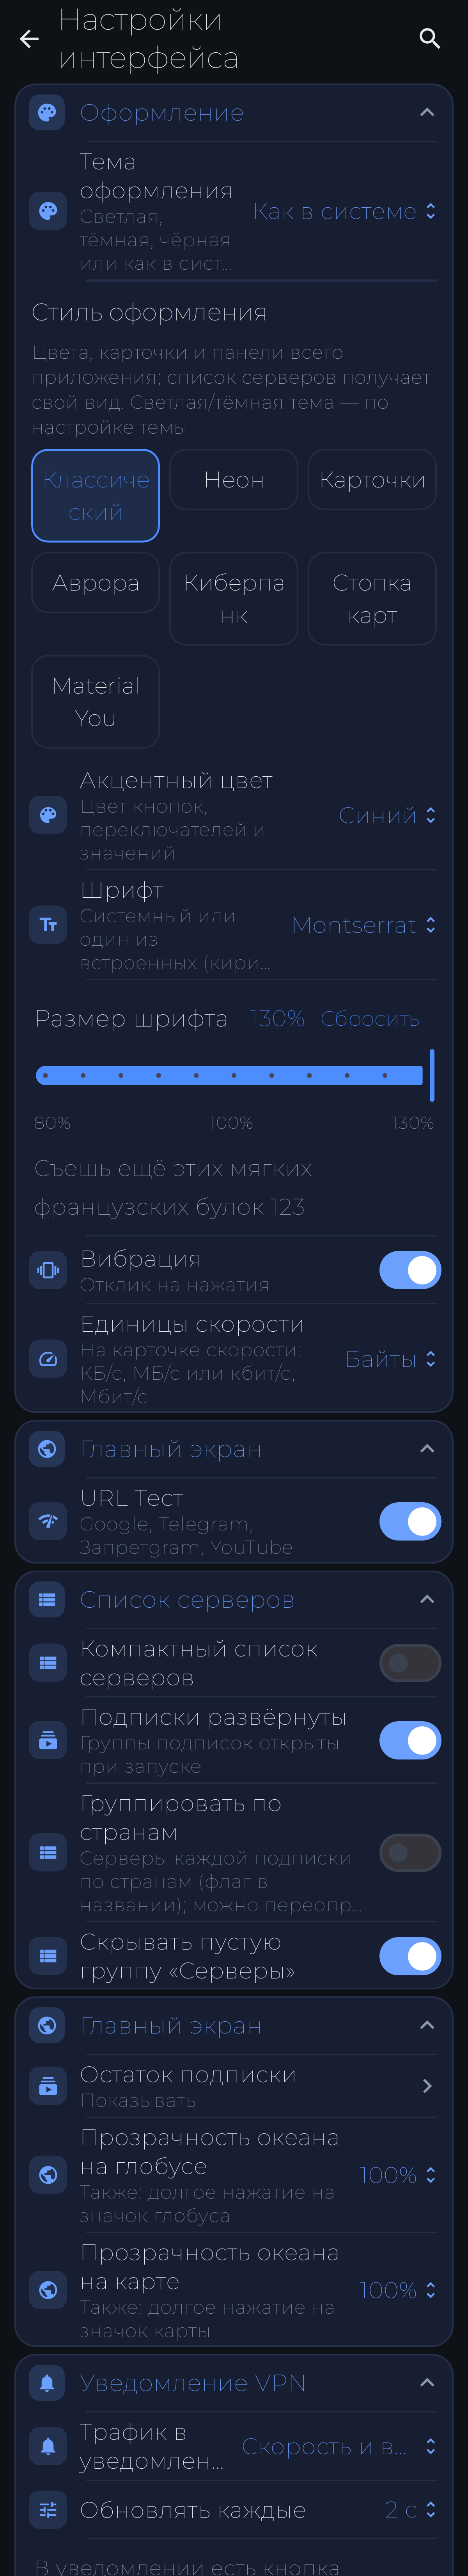 Настройки
интерфейса
Оформление
Тема
оформления
Светлая,
тёмная, чёрная
или как в сист...
Как в системе
Стиль оформления
Цвета, карточки и панели всего
приложения; список серверов получает
свой вид. Светлая/тёмная тема — по
настройке темы
Классиче
ский
Неон
Карточки
Аврора
Киберпа
нк
Стопка
карт
Material
You
Акцентный цвет
Цвет кнопок,
переключателей и
значений
Синий
Шрифт
Системный или
один из
встроенных (кири...
Montserrat
Размер шрифта 130% Сбросить
80% 100% 130%
Съешь ещё этих мягких
французских булок 123
Вибрация
Отклик на нажатия
Единицы скорости
На карточке скорости:
КБ/с, МБ/с или кбит/с,
Мбит/с
Байты
Главный экран
URL Тест
Google, Telegram,
Запретgram, YouTube
Список серверов
Компактный список
серверов
Подписки развёрнуты
Группы подписок открыты
при запуске
Группировать по
странам
Серверы каждой подписки
по странам (флаг в
названии); можно переопр...
Скрывать пустую
группу «Серверы»
Главный экран
Остаток подписки
Показывать
Прозрачность океана
на глобусе
Также: долгое нажатие на
значок глобуса
100%
Прозрачность океана
на карте
Также: долгое нажатие на
значок карты
100%
Уведомление VPN
Трафик в
уведомлен...
Скорость и в...
Обновлять каждые
2 с
В уведомлении есть кнопка